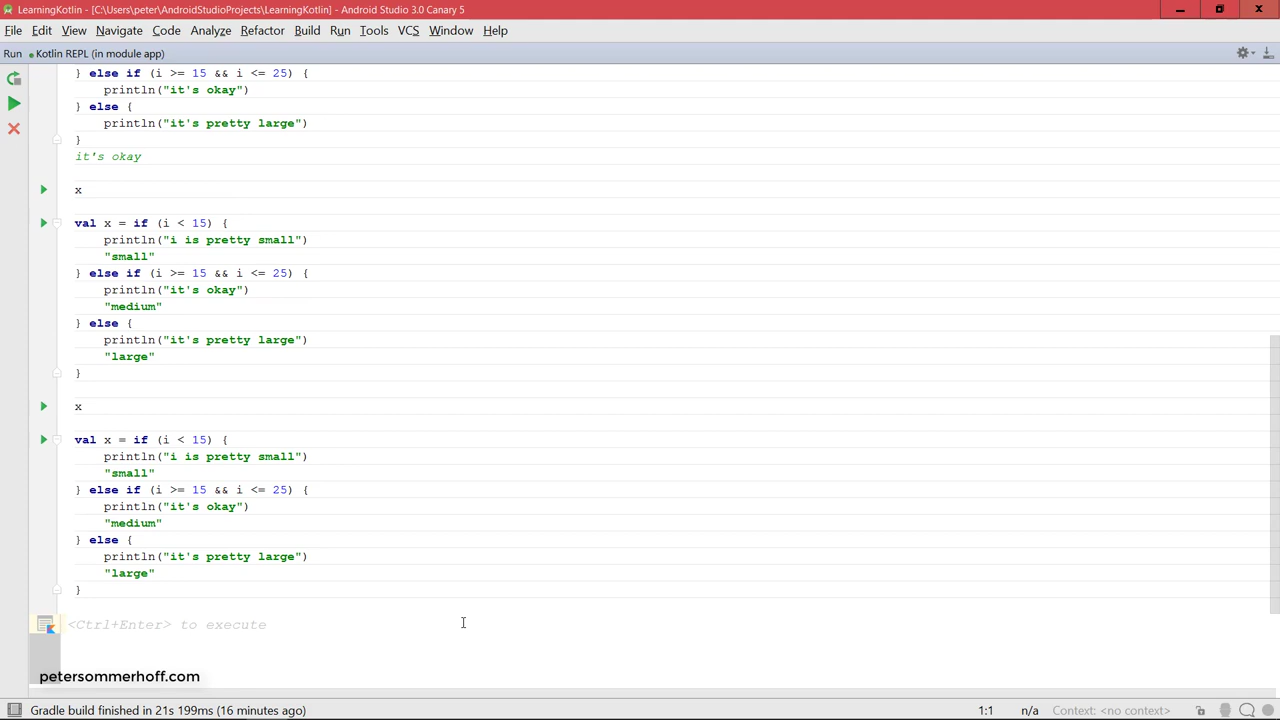 LearningKotlin - [C:\Users\peter\AndroidStudioProjects\LearningKotlin] - Android Studio 3.0 Canary 5
File Edit View Navigate Code Analyze Refactor Build Run Tools VCS Window Help
Run Kotlin REPL (in module app)
} else if (i >= 15 && i <= 25) {
    println("it's okay")
} else {
    println("it's pretty large")
}
it's okay
x
val x = if (i < 15) {
    println("i is pretty small")
    "small"
} else if (i >= 15 && i <= 25) {
    println("it's okay")
    "medium"
} else {
    println("it's pretty large")
    "large"
}
x
val x = if (i < 15) {
    println("i is pretty small")
    "small"
} else if (i >= 15 && i <= 25) {
    println("it's okay")
    "medium"
} else {
    println("it's pretty large")
    "large"
}
<Ctrl+Enter> to execute
petersommerhoff.com
Gradle build finished in 21s 199ms (16 minutes ago) 1:1 n/a Context: <no context>